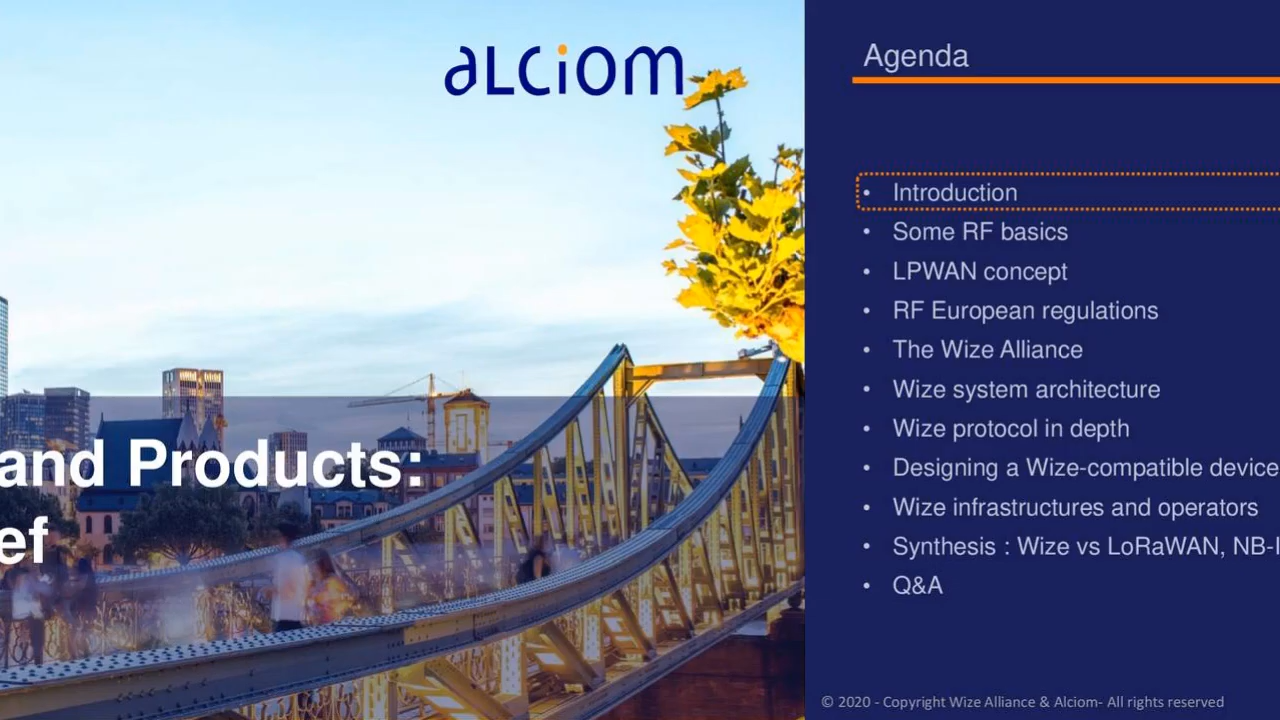 aLciom
and Products:
ef
Agenda
• Introduction
• Some RF basics
• LPWAN concept
• RF European regulations
• The Wize Alliance
• Wize system architecture
• Wize protocol in depth
• Designing a Wize-compatible device
• Wize infrastructures and operators
• Synthesis : Wize vs LoRaWAN, NB-I
• Q&A
© 2020 - Copyright Wize Alliance & Alciom- All rights reserved